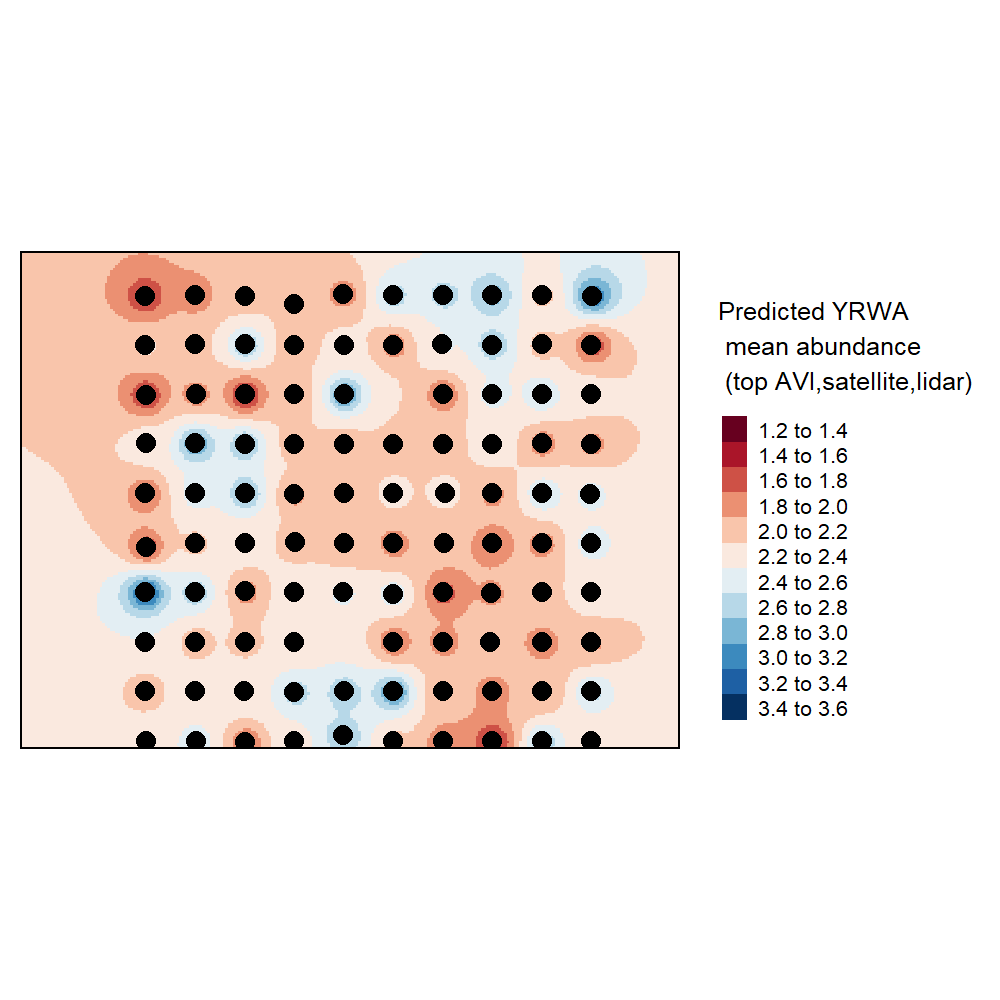 Predicted YRWA
mean abundance
(top AVI,satellite,lidar)
1.2 to 1.4
1.4 to 1.6
1.6 to 1.8
1.8 to 2.0
2.0 to 2.2
2.2 to 2.4
2.4 to 2.6
2.6 to 2.8
2.8 to 3.0
3.0 to 3.2
3.2 to 3.4
3.4 to 3.6